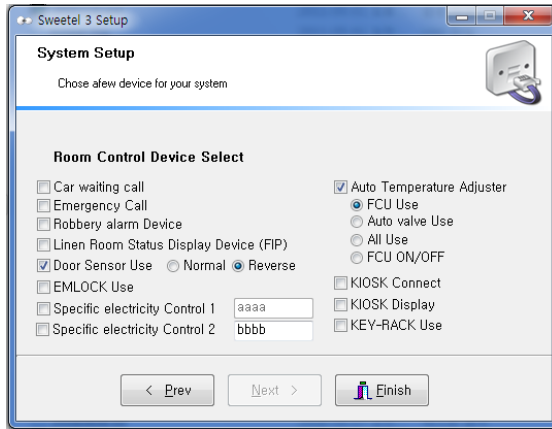 Sweetel 3 Setup
System Setup
Chose afew device for your system
Room Control Device Select
Car waiting call
Emergency Call
Robbery alarm Device
Linen Room Status Display Device (FIP)
Door Sensor Use Normal Reverse
EMLOCK Use
Specific electricity Control 1 aaaa
Specific electricity Control 2 bbbb
Auto Temperature Adjuster
FCU Use
Auto valve Use
All Use
FCU ON/OFF
KIOSK Connect
KIOSK Display
KEY-RACK Use
< Prev Next > Finish